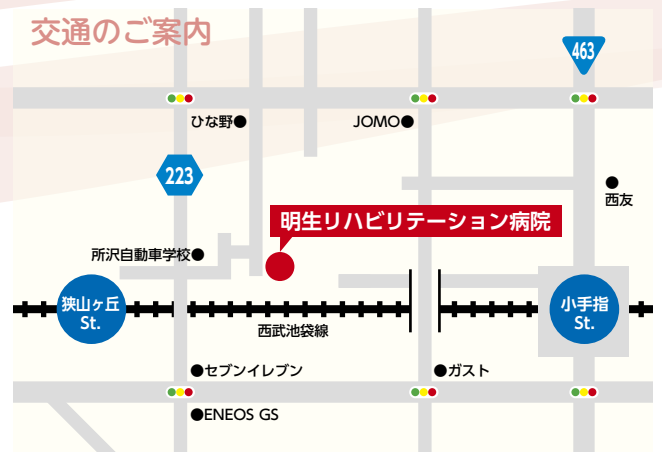 交通のご案内
463
ひな野●
JOMO●
223
●
西友
明生リハビリテーション病院
所沢自動車学校●
狭山ヶ丘
St.
小手指
St.
西武池袋線
●セブンイレブン
●ガスト
●ENEOS GS